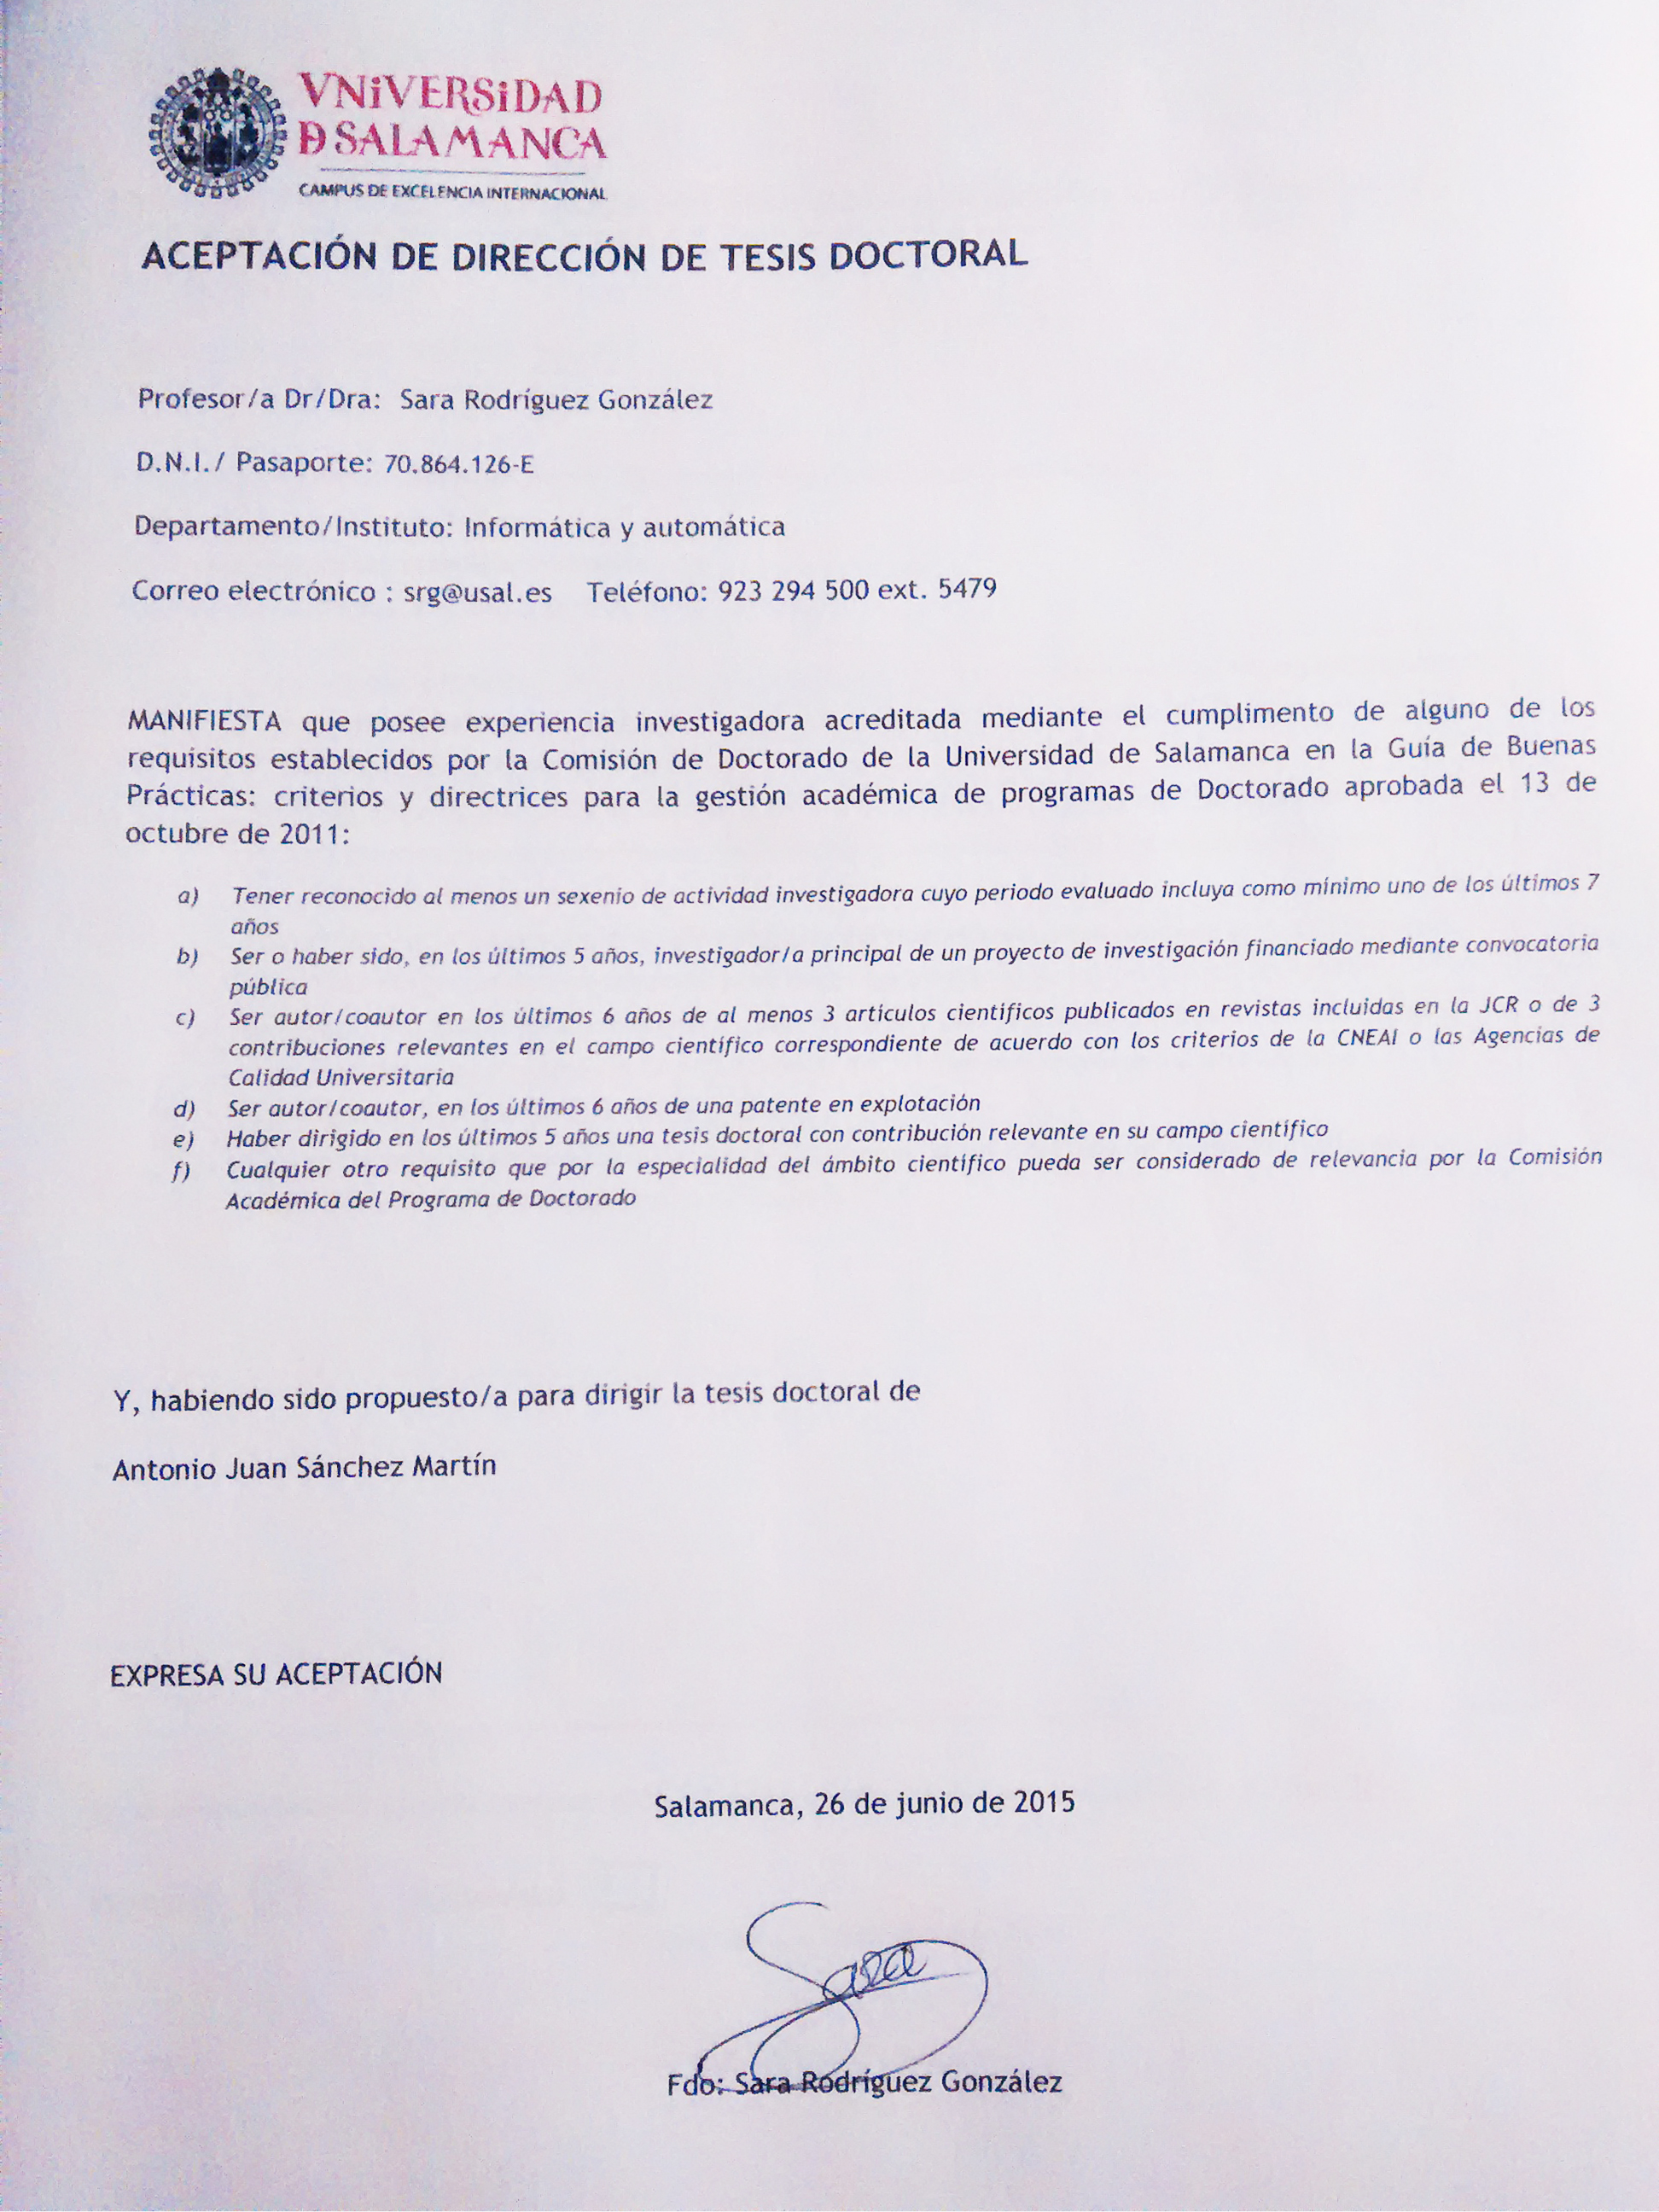 VNiVERSiDAD
D SALAMANCA
CAMPUS DE EXCELENCIA INTERNACIONAL
ACEPTACIÓN DE DIRECCIÓN DE TESIS DOCTORAL
Profesor/a Dr/Dra: Sara Rodríguez González
D.N.I./ Pasaporte: 70.864.126-E
Departamento/Instituto: Informática y automática
Correo electrónico : srg@usal.es Teléfono: 923 294 500 ext. 5479
MANIFIESTA que posee experiencia investigadora acreditada mediante el cumplimento de alguno de los
requisitos establecidos por la Comisión de Doctorado de la Universidad de Salamanca en la Guía de Buenas
Prácticas: criterios y directrices para la gestión académica de programas de Doctorado aprobada el 13 de
octubre de 2011:
a) Tener reconocido al menos un sexenio de actividad investigadora cuyo periodo evaluado incluya como mínimo uno de los últimos 7
años
b) Ser o haber sido, en los últimos 5 años, investigador/a principal de un proyecto de investigación financiado mediante convocatoria
pública
c) Ser autor/coautor en los últimos 6 años de al menos 3 artículos científicos publicados en revistas incluidas en la JCR o de 3
contribuciones relevantes en el campo científico correspondiente de acuerdo con los criterios de la CNEAI o las Agencias de
Calidad Universitaria
d) Ser autor/coautor, en los últimos 6 años de una patente en explotación
e) Haber dirigido en los últimos 5 años una tesis doctoral con contribución relevante en su campo científico
f) Cualquier otro requisito que por la especialidad del ámbito científico pueda ser considerado de relevancia por la Comisión
Académica del Programa de Doctorado
Y, habiendo sido propuesto/a para dirigir la tesis doctoral de
Antonio Juan Sánchez Martín
EXPRESA SU ACEPTACIÓN
Salamanca, 26 de junio de 2015
Sara
Fdo: Sara Rodríguez González